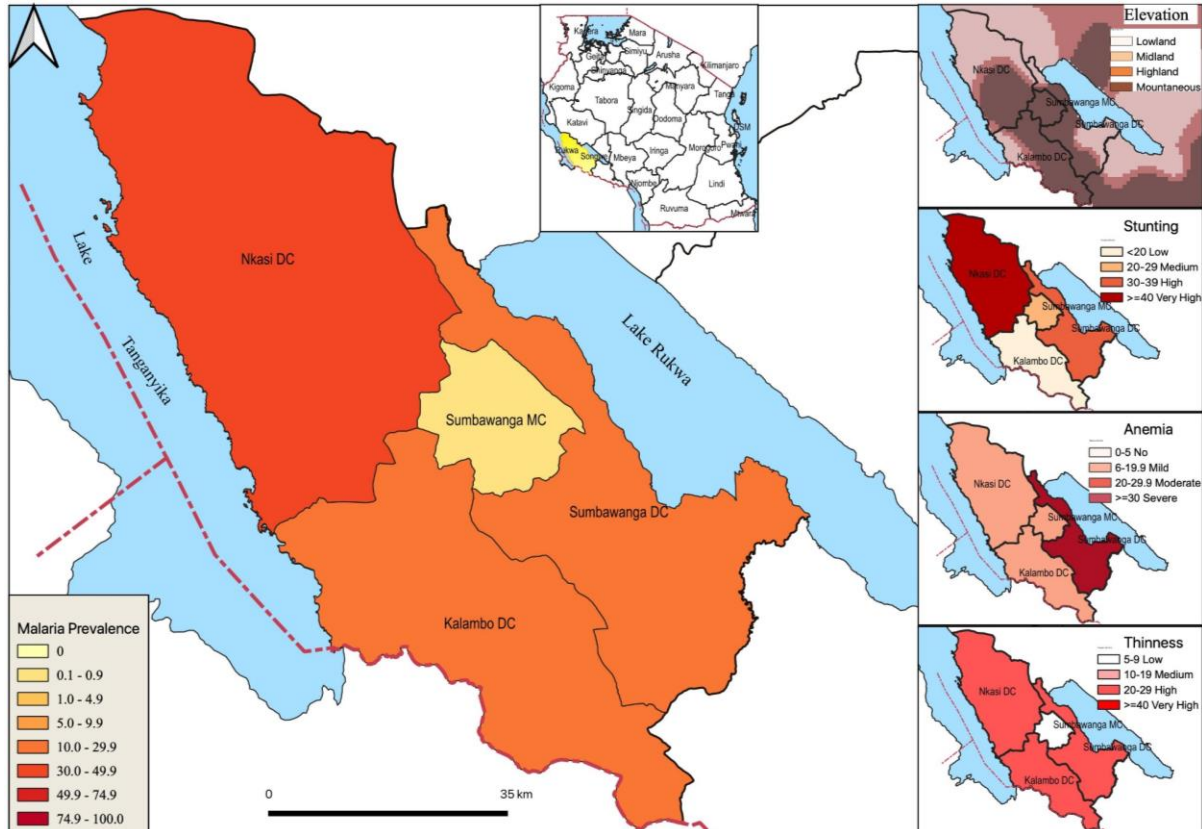 Nkasi DC
Sumbawanga MC
Sumbawanga DC
Kalambo DC
Lake
Tanganyika
Lake Rukwa
Malaria Prevalence
0
0.1 - 0.9
1.0 - 4.9
5.0 - 9.9
10.0 - 29.9
30.0 - 49.9
49.9 - 74.9
74.9 - 100.0
0
35 km
Kagera
Mara
Simiyu
Arusha
Geita
Shinyanga
Kilimanjaro
Kigoma
Manyara
Tanga
Tabora
Singida
Dodoma
Katavi
DSM
Rukwa
Songwe
Mbeya
Iringa
Morogoro
Pwani
Njombe
Lindi
Ruvuma
Mtwara
Elevation
Lowland
Midland
Highland
Mountaneous
Nkasi DC
Sumbawanga MC
Sumbawanga DC
Kalambo DC
Stunting
<20 Low
20-29 Medium
30-39 High
>=40 Very High
Nkasi DC
Sumbawanga MC
Sumbawanga DC
Kalambo DC
Anemia
0-5 No
6-19.9 Mild
20-29.9 Moderate
>=30 Severe
Nkasi DC
Sumbawanga MC
Sumbawanga DC
Kalambo DC
Thinness
5-9 Low
10-19 Medium
20-29 High
>=40 Very High
Nkasi DC
Sumbawanga MC
Sumbawanga DC
Kalambo DC